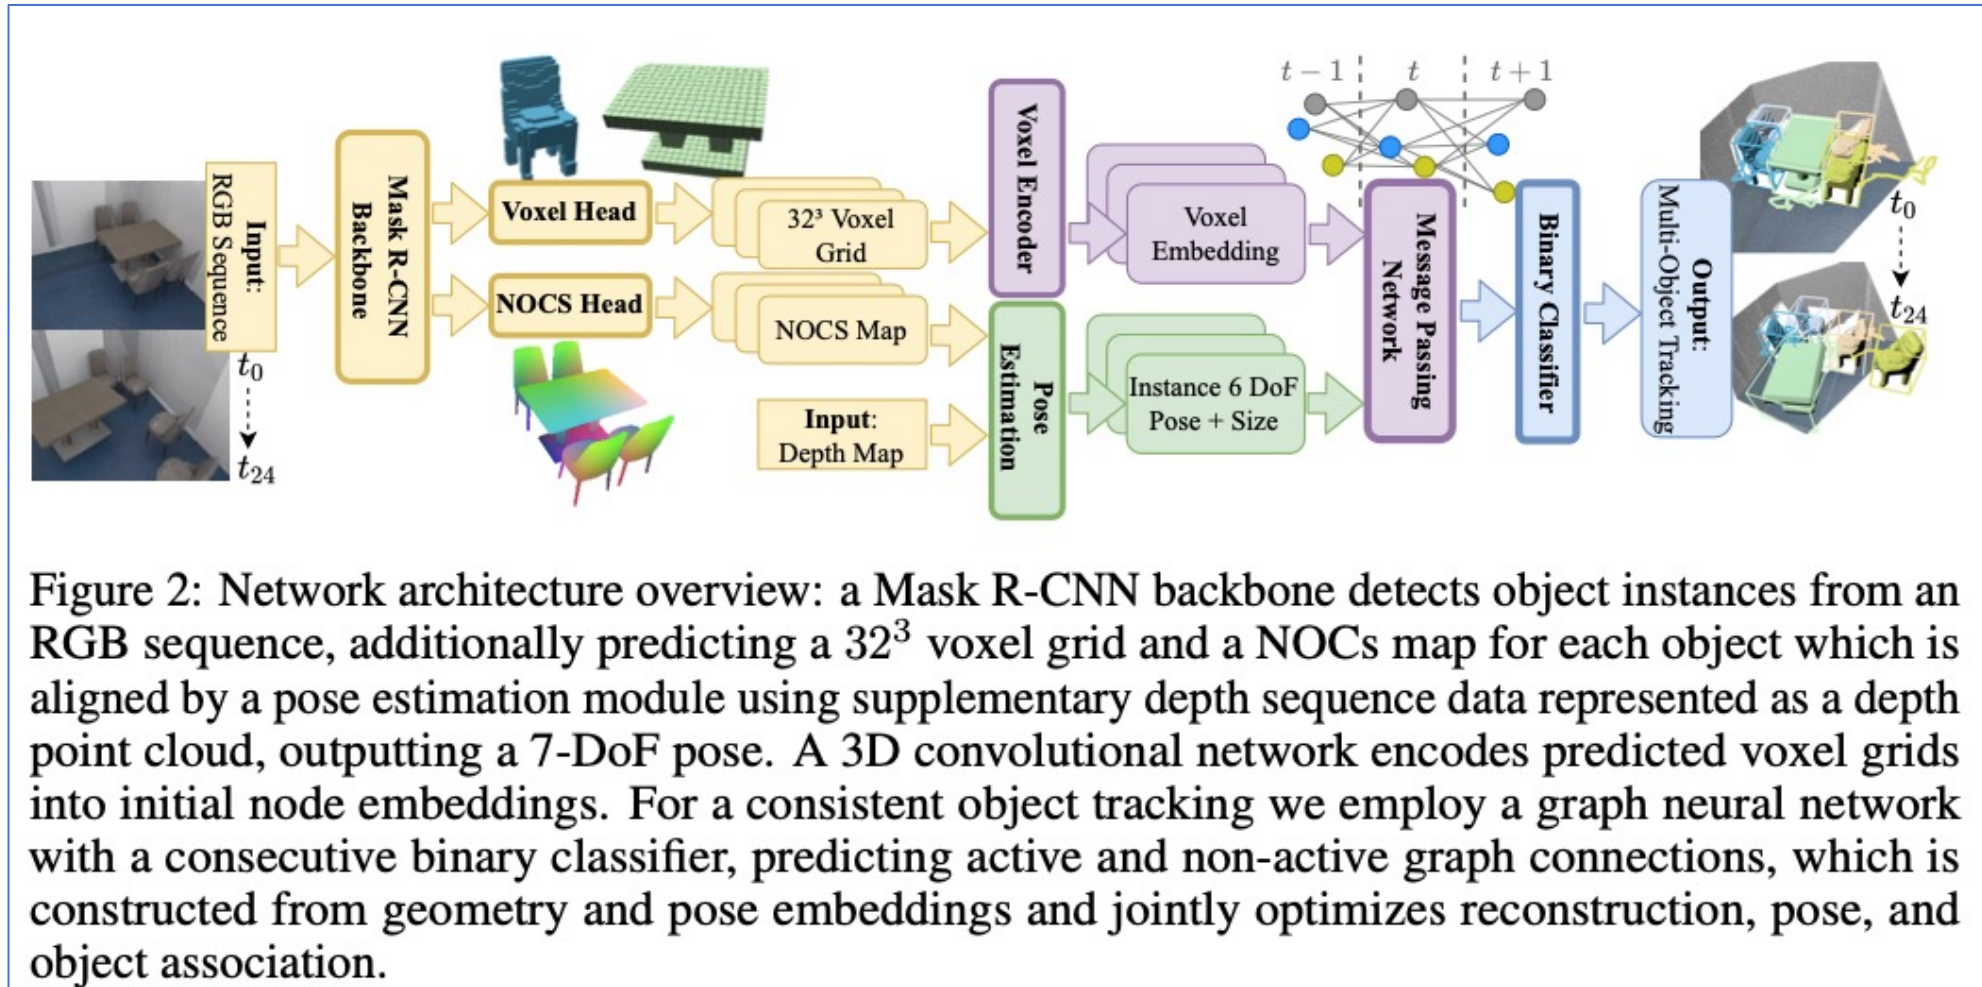 Input:
RGB Sequence
t₀
t₂₄
Mask R-CNN
Backbone
Voxel Head
NOCS Head
32³ Voxel
Grid
NOCS Map
Input:
Depth Map
Voxel Encoder
Pose
Estimation
Voxel
Embedding
Instance 6 DoF
Pose + Size
t − 1
t
t + 1
Message Passing
Network
Binary Classifier
Output:
Multi-Object Tracking
t₀
t₂₄
Figure 2: Network architecture overview: a Mask R-CNN backbone detects object instances from an
RGB sequence, additionally predicting a 32³ voxel grid and a NOCs map for each object which is
aligned by a pose estimation module using supplementary depth sequence data represented as a depth
point cloud, outputting a 7-DoF pose. A 3D convolutional network encodes predicted voxel grids
into initial node embeddings. For a consistent object tracking we employ a graph neural network
with a consecutive binary classifier, predicting active and non-active graph connections, which is
constructed from geometry and pose embeddings and jointly optimizes reconstruction, pose, and
object association.